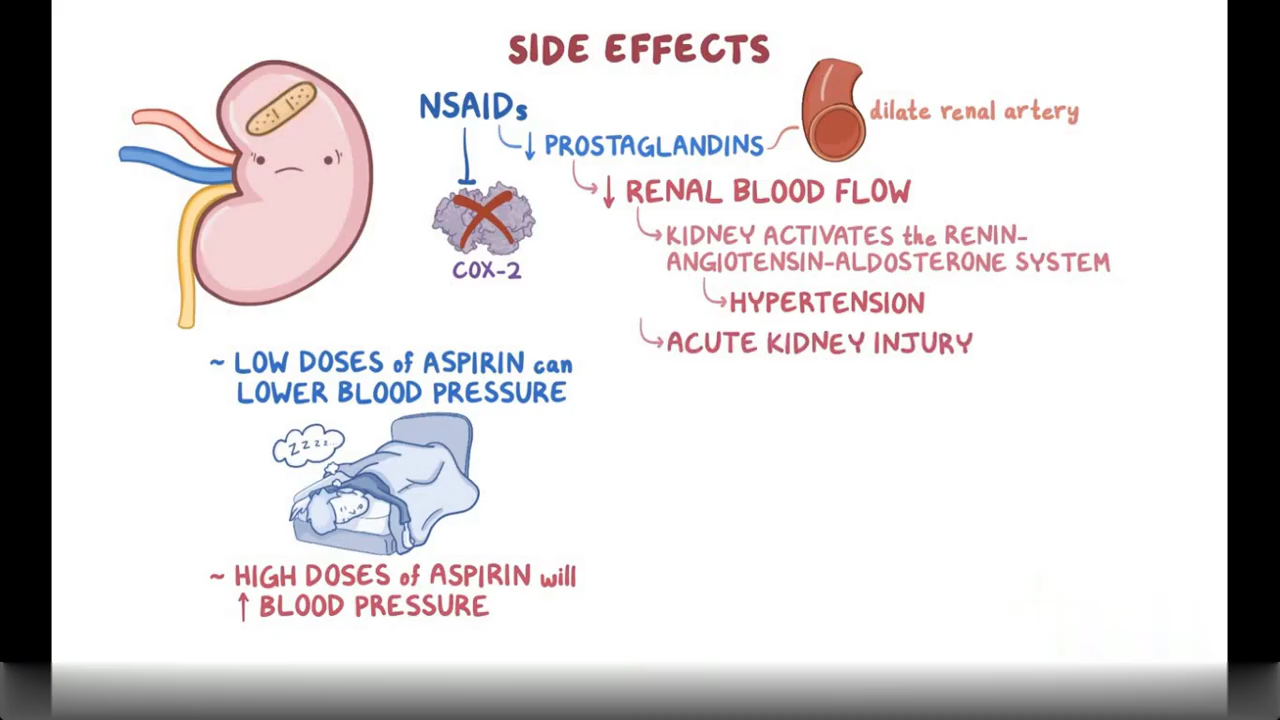 SIDE EFFECTS
NSAIDs
↓ PROSTAGLANDINS
dilate renal artery
↓ RENAL BLOOD FLOW
KIDNEY ACTIVATES the RENIN-
ANGIOTENSIN-ALDOSTERONE SYSTEM
HYPERTENSION
ACUTE KIDNEY INJURY
COX-2
~ LOW DOSES of ASPIRIN can
LOWER BLOOD PRESSURE
ZZZZ...
~ HIGH DOSES of ASPIRIN will
↑ BLOOD PRESSURE